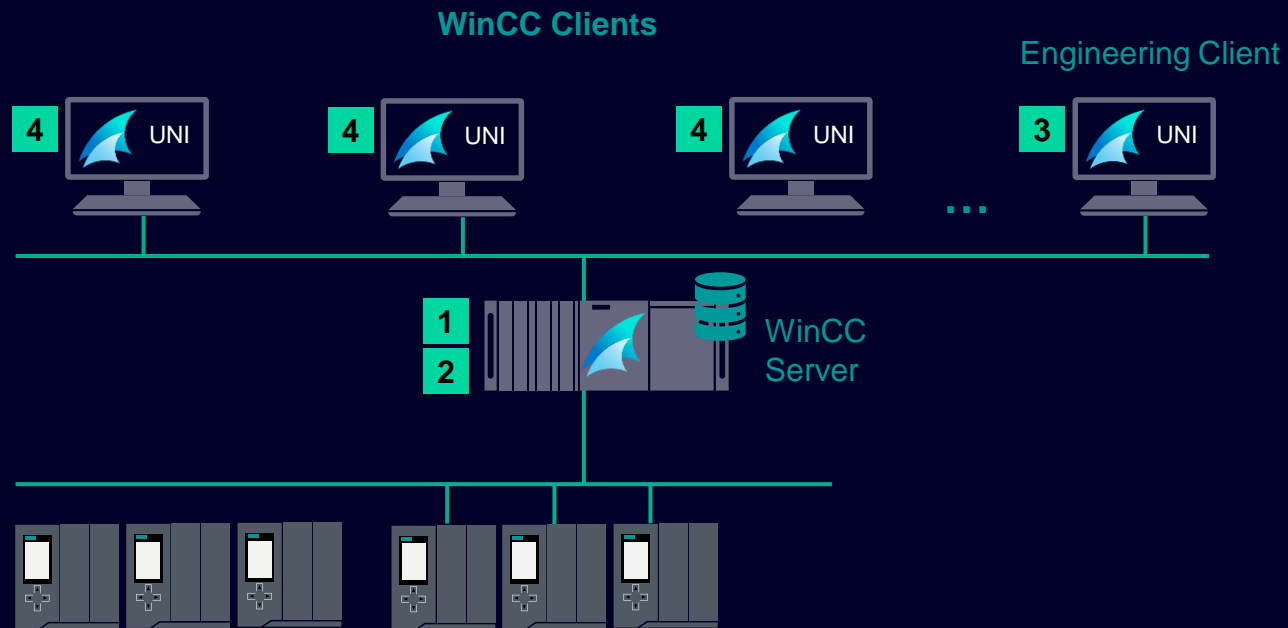 WinCC Clients
Engineering Client
4
UNI
4
UNI
4
UNI
3
UNI
...
1
2
WinCC
Server